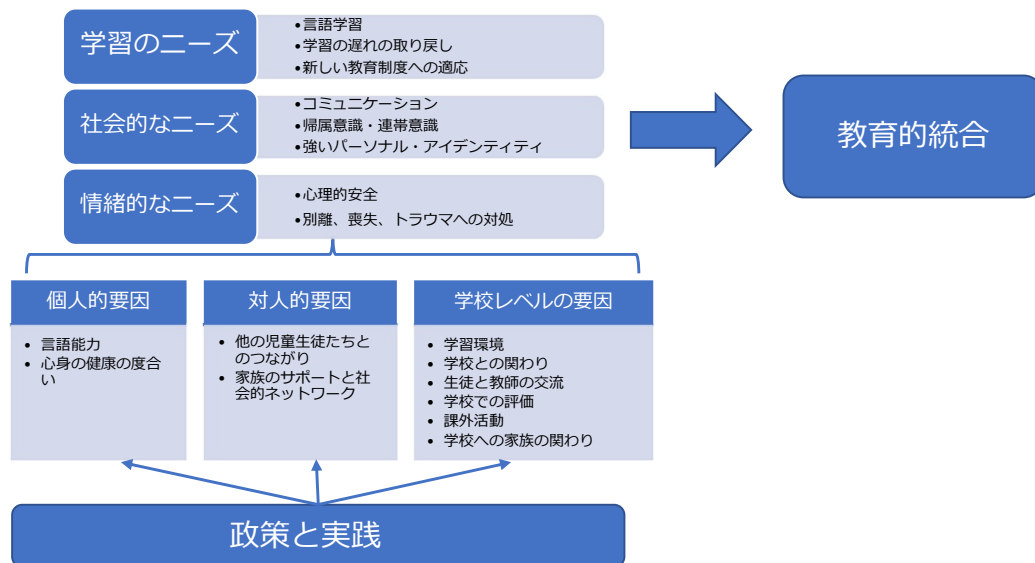 学習のニーズ
•言語学習
•学習の遅れの取り戻し
•新しい教育制度への適応
社会的なニーズ
•コミュニケーション
•帰属意識・連帯意識
•強いパーソナル・アイデンティティ
情緒的なニーズ
•心理的安全
•別離、喪失、トラウマへの対処
教育的統合
個人的要因
• 言語能力
• 心身の健康の度合
い
対人的要因
• 他の児童生徒たちと
のつながり
• 家族のサポートと社
会的ネットワーク
学校レベルの要因
• 学習環境
• 学校との関わり
• 生徒と教師の交流
• 学校での評価
• 課外活動
• 学校への家族の関わり
政策と実践